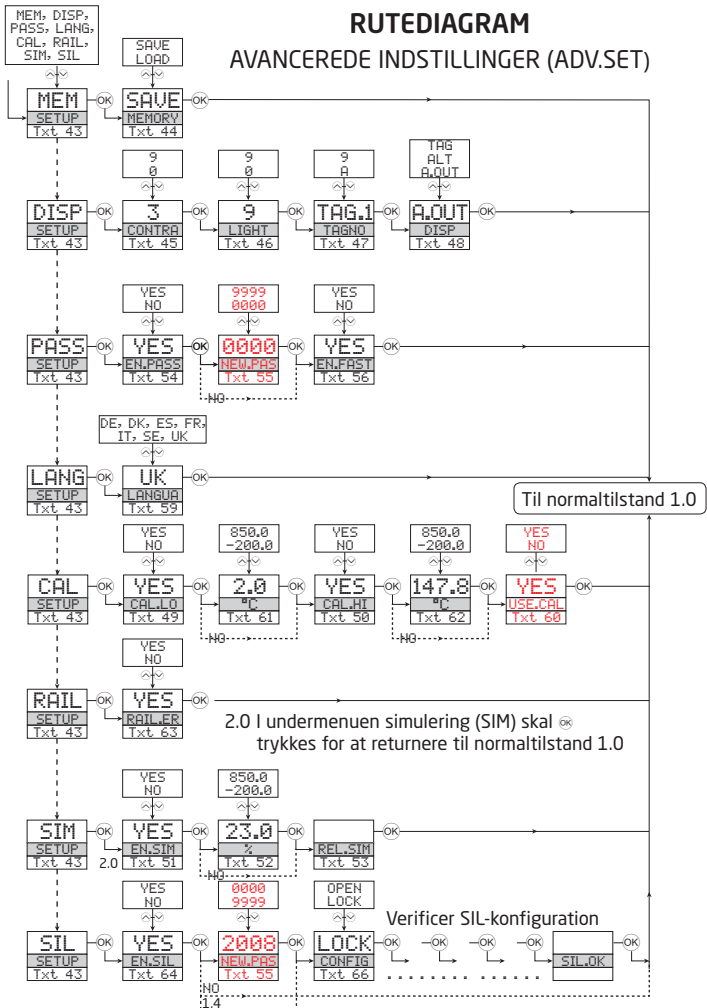 RUTEDIAGRAM
AVANCEREDE INDSTILLINGER (ADV.SET)
MEM, DISP,
PASS, LANG,
CAL, RAIL,
SIM, SIL
SAVE
LOAD
MEM OK SAVE OK
SETUP MEMORY
Txt 43 Txt 44
9 9 9 TAG
0 0 A ALT
A.OUT
DISP OK 3 OK 9 OK TAG.1 OK A.OUT OK
SETUP CONTRA LIGHT TAGNO DISP
Txt 43 Txt 45 Txt 46 Txt 47 Txt 48
YES 9999 YES
NO 0000 NO
PASS OK YES OK 0000 OK YES OK
SETUP EN.PASS NEW.PAS EN.FAST
Txt 43 Txt 54 Txt 55 Txt 56
NO
DE, DK, ES, FR,
IT, SE, UK
LANG OK UK OK
SETUP LANGUA
Txt 43 Txt 59
Til normaltilstand 1.0
YES 850.0 YES 850.0 YES
NO -200.0 NO -200.0 NO
CAL OK YES OK 2.0 OK YES OK 147.8 OK YES OK
SETUP CAL.LO °C CAL.HI °C USE.CAL
Txt 43 Txt 49 Txt 61 Txt 50 Txt 62 Txt 60
NO NO
YES
NO
RAIL OK YES OK
SETUP RAIL.ER
Txt 43 Txt 63
2.0 I undermenuen simulering (SIM) skal OK
trykkes for at returnere til normaltilstand 1.0
YES 850.0
NO -200.0
SIM OK YES OK 23.0 OK OK
SETUP EN.SIM % REL.SIM
Txt 43 2.0 Txt 51 Txt 52 Txt 53
NO
YES 0000 OPEN
NO 9999 LOCK
Verificer SIL-konfiguration
SIL OK YES OK 2008 OK LOCK OK OK OK OK OK
SETUP EN.SIL NEW.PAS CONFIG SIL.OK
Txt 43 Txt 64 Txt 55 Txt 66
NO
1.4